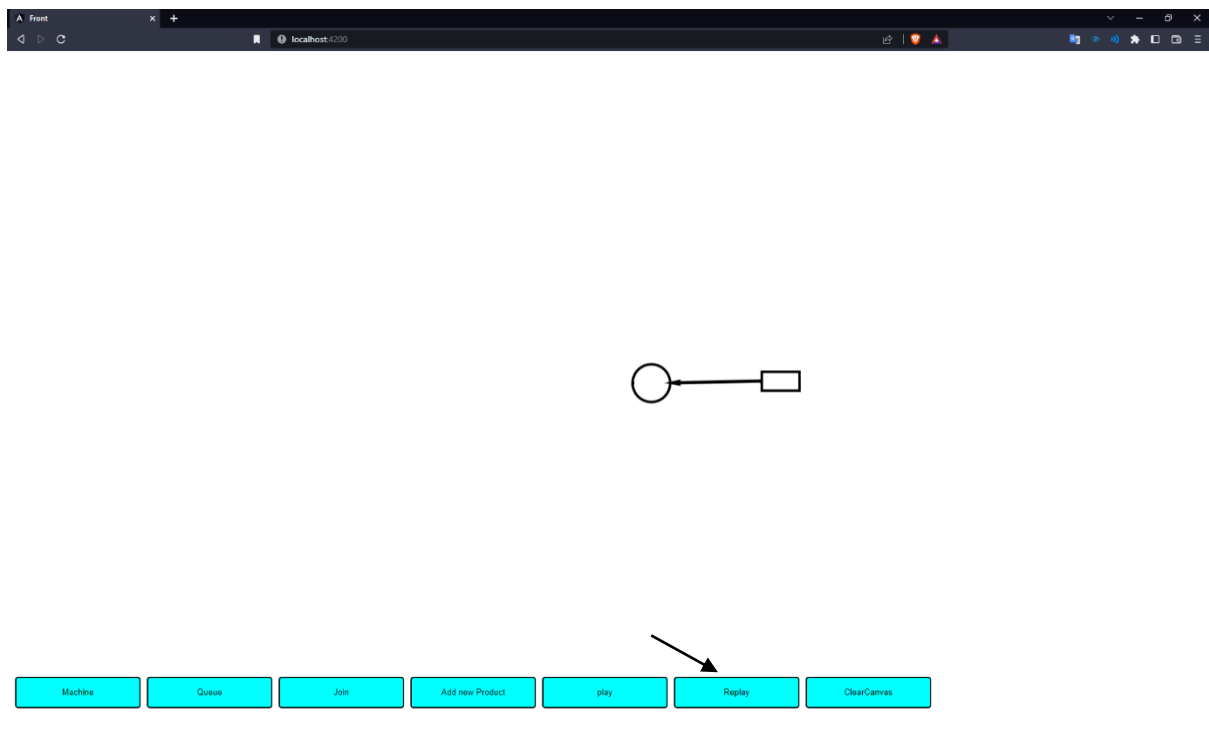 Front
localhost:4200
Machine
Queue
Join
Add new Product
play
Replay
ClearCanvas